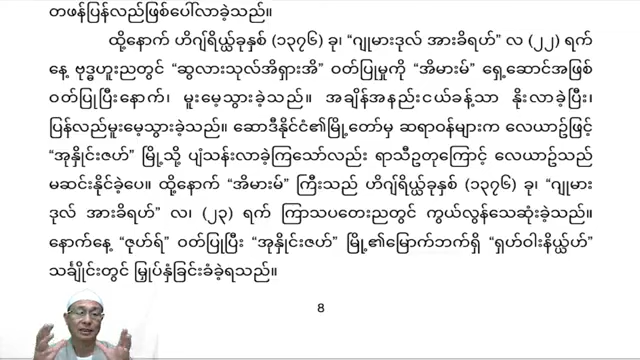 တဖန်ပြန်လည်ဖြစ်ပေါ်လာခဲ့သည်။
ထို့နောက် ဟိဂျ်ရိယ္ယ်ခုနှစ် (၁၃၇၆) ခု၊ “ဂျုမားဒုလ် အားခိရဟ်” လ (၂၂) ရက်
နေ့ ဗုဒ္ဓဟူးညတွင် “ဆွလားသုလ်အိရှားအိ” ဝတ်ပြုမှုကို “အိမားမ်” ရှေ့ဆောင်အဖြစ်
ဝတ်ပြုပြီးနောက်၊ မူးမေ့သွားခဲ့သည်။ အချိန်အနည်းငယ်ခန့်သာ နိုးလာခဲ့ပြီး၊
ပြန်လည်မူးမေ့သွားခဲ့သည်။ ဆောဒီနိုင်ငံ၏မြို့တော်မှ ဆရာဝန်များက လေယာဉ်ဖြင့်
“အုနိုင်းဇဟ်” မြို့သို့ ပျံသန်းလာခဲ့ကြသော်လည်း ရာသီဥတုကြောင့် လေယာဉ်သည်
မဆင်းနိုင်ခဲ့ပေ။ ထို့နောက် “အိမားမ်” ကြီးသည် ဟိဂျ်ရိယ္ယ်ခုနှစ် (၁၃၇၆) ခု၊ “ဂျုမား
ဒုလ် အားခိရဟ်” လ၊ (၂၃) ရက် ကြာသပတေးညတွင် ကွယ်လွန်သေဆုံးခဲ့သည်။
နောက်နေ့ “ဇုဟ်ရ်” ဝတ်ပြုပြီး “အုနိုင်းဇဟ်” မြို့၏မြောက်ဘက်ရှိ “ရှဟ်ဝါးနိယ္ယ်ဟ်”
သင်္ချိုင်းတွင် မြှုပ်နှံခြင်းခံခဲ့ရသည်။
8